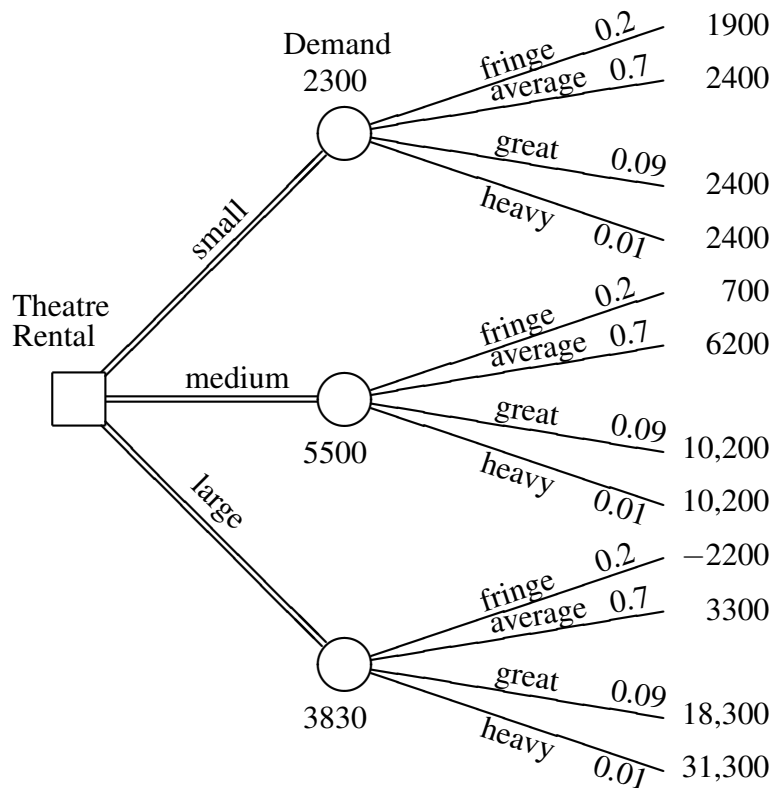 Demand
2300
fringe 0.2 1900
average 0.7 2400
great 0.09 2400
heavy 0.01 2400
small
Theatre
Rental
medium
5500
fringe 0.2 700
average 0.7 6200
great 0.09 10,200
heavy 0.01 10,200
large
fringe 0.2 −2200
average 0.7 3300
great 0.09 18,300
heavy 0.01 31,300
3830